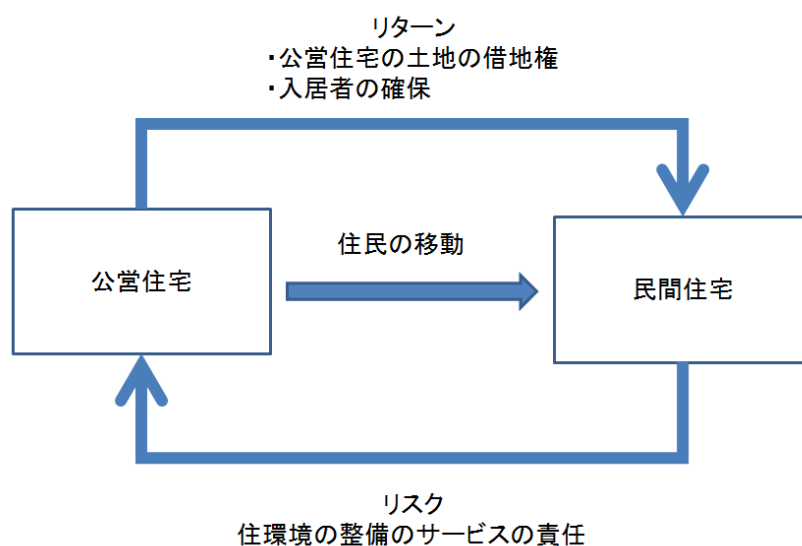 リターン
・公営住宅の土地の借地権
・入居者の確保
住民の移動
公営住宅
民間住宅
リスク
住環境の整備のサービスの責任